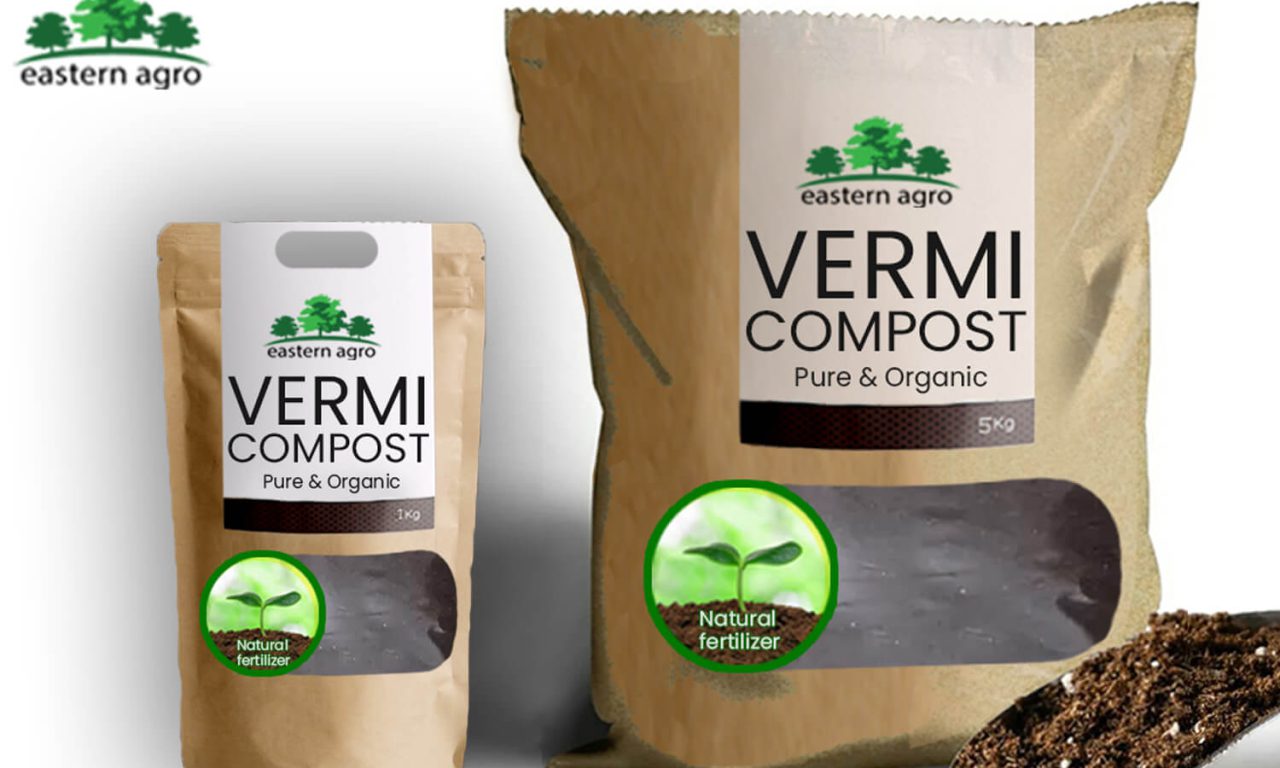 eastern agro
eastern agro
VERMI
COMPOST
Pure & Organic
1Kg
Natural
fertilizer
eastern agro
VERMI
COMPOST
Pure & Organic
5Kg
Natural
fertilizer